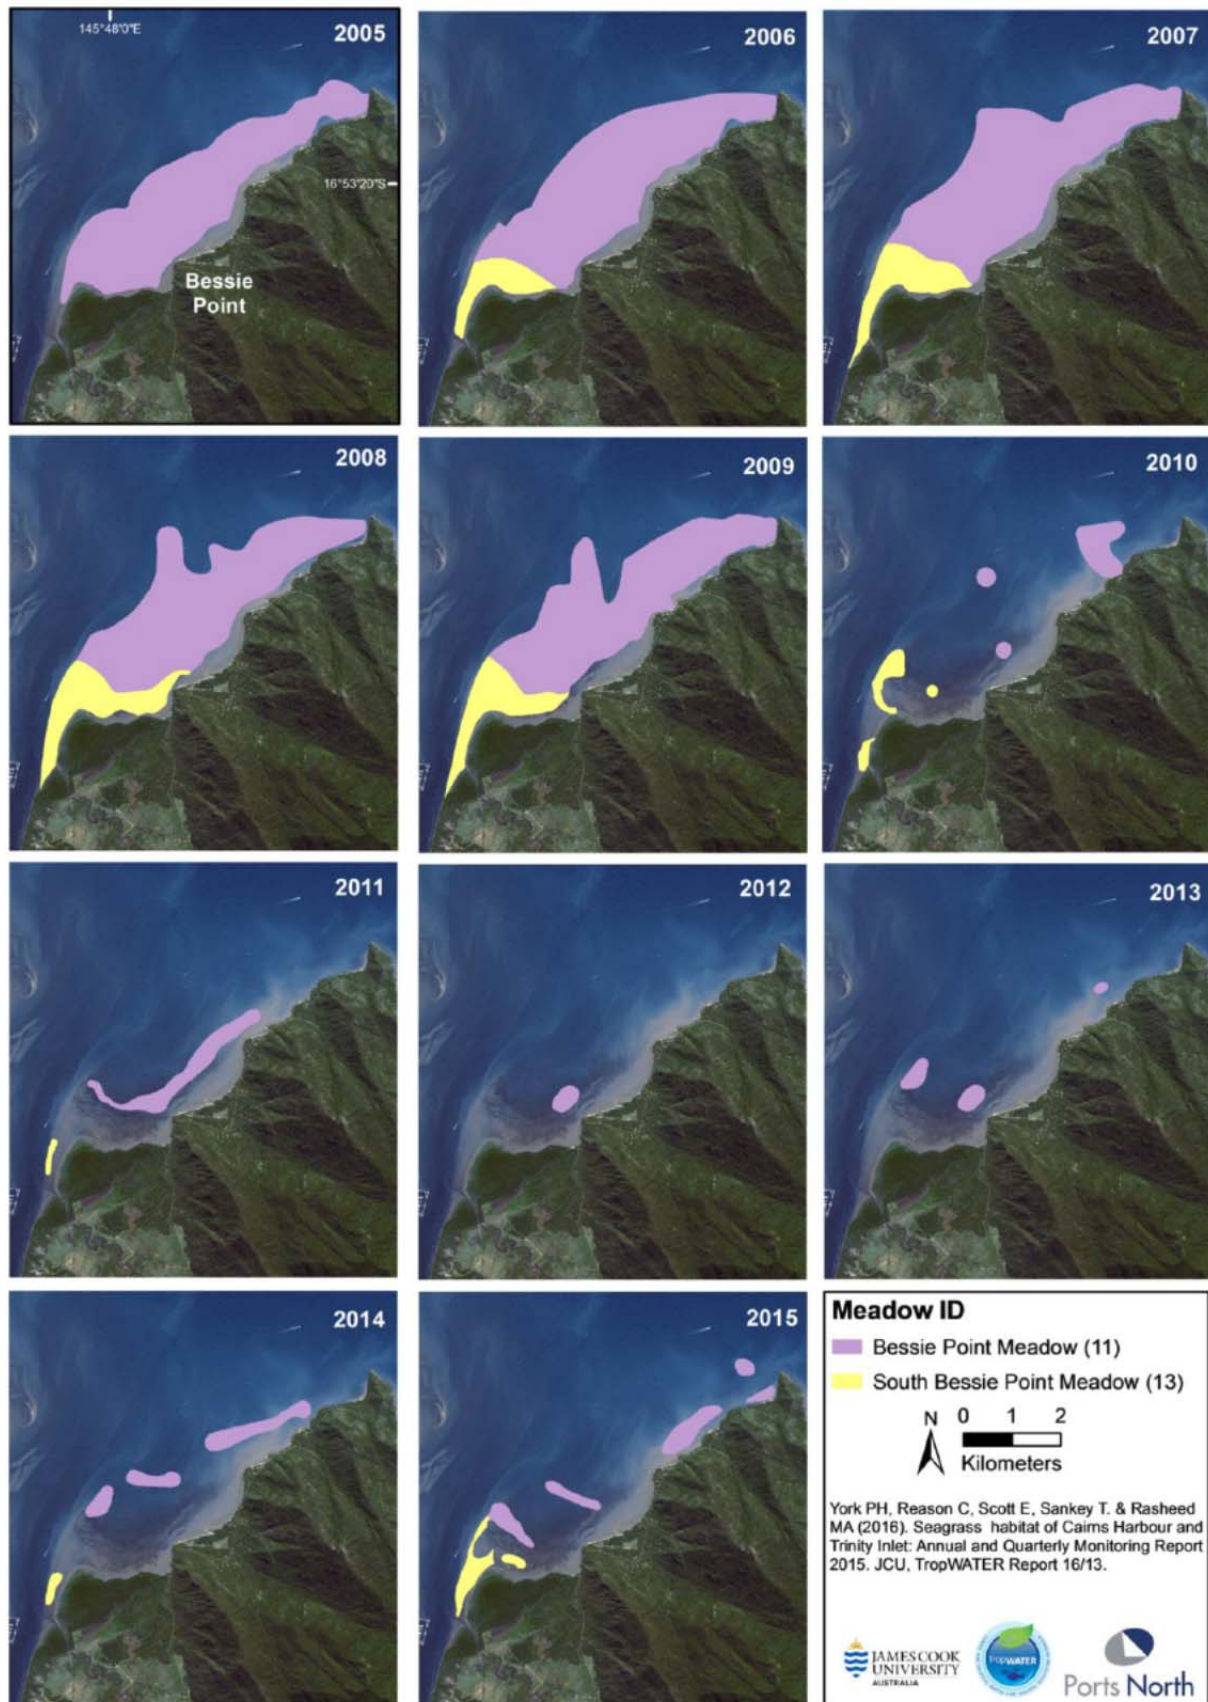 145°48'0"E
2005
16°53'20"S
Bessie
Point
2006
2007
2008
2009
2010
2011
2012
2013
2014
2015
Meadow ID
Bessie Point Meadow (11)
South Bessie Point Meadow (13)
N
0 1 2
Kilometers
York PH, Reason C, Scott E, Sankey T. & Rasheed
MA (2016). Seagrass habitat of Cairns Harbour and
Trinity Inlet: Annual and Quarterly Monitoring Report
2015. JCU, TropWATER Report 16/13.
JAMES COOK
UNIVERSITY
AUSTRALIA
TropWATER
Ports North